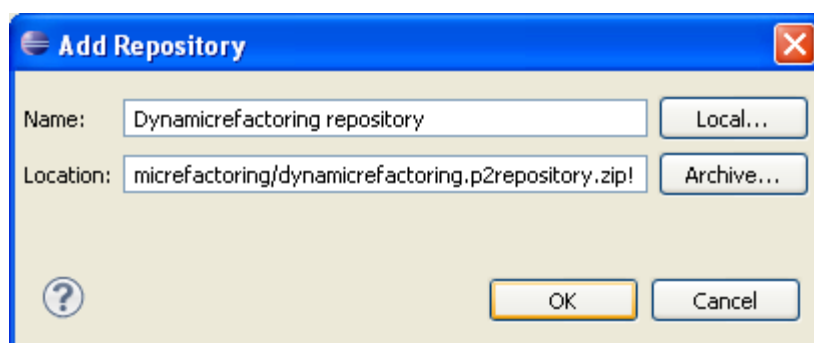 Add Repository
Name: Dynamicrefactoring repository Local...
Location: micrefactoring/dynamicrefactoring.p2repository.zip! Archive...
? OK Cancel